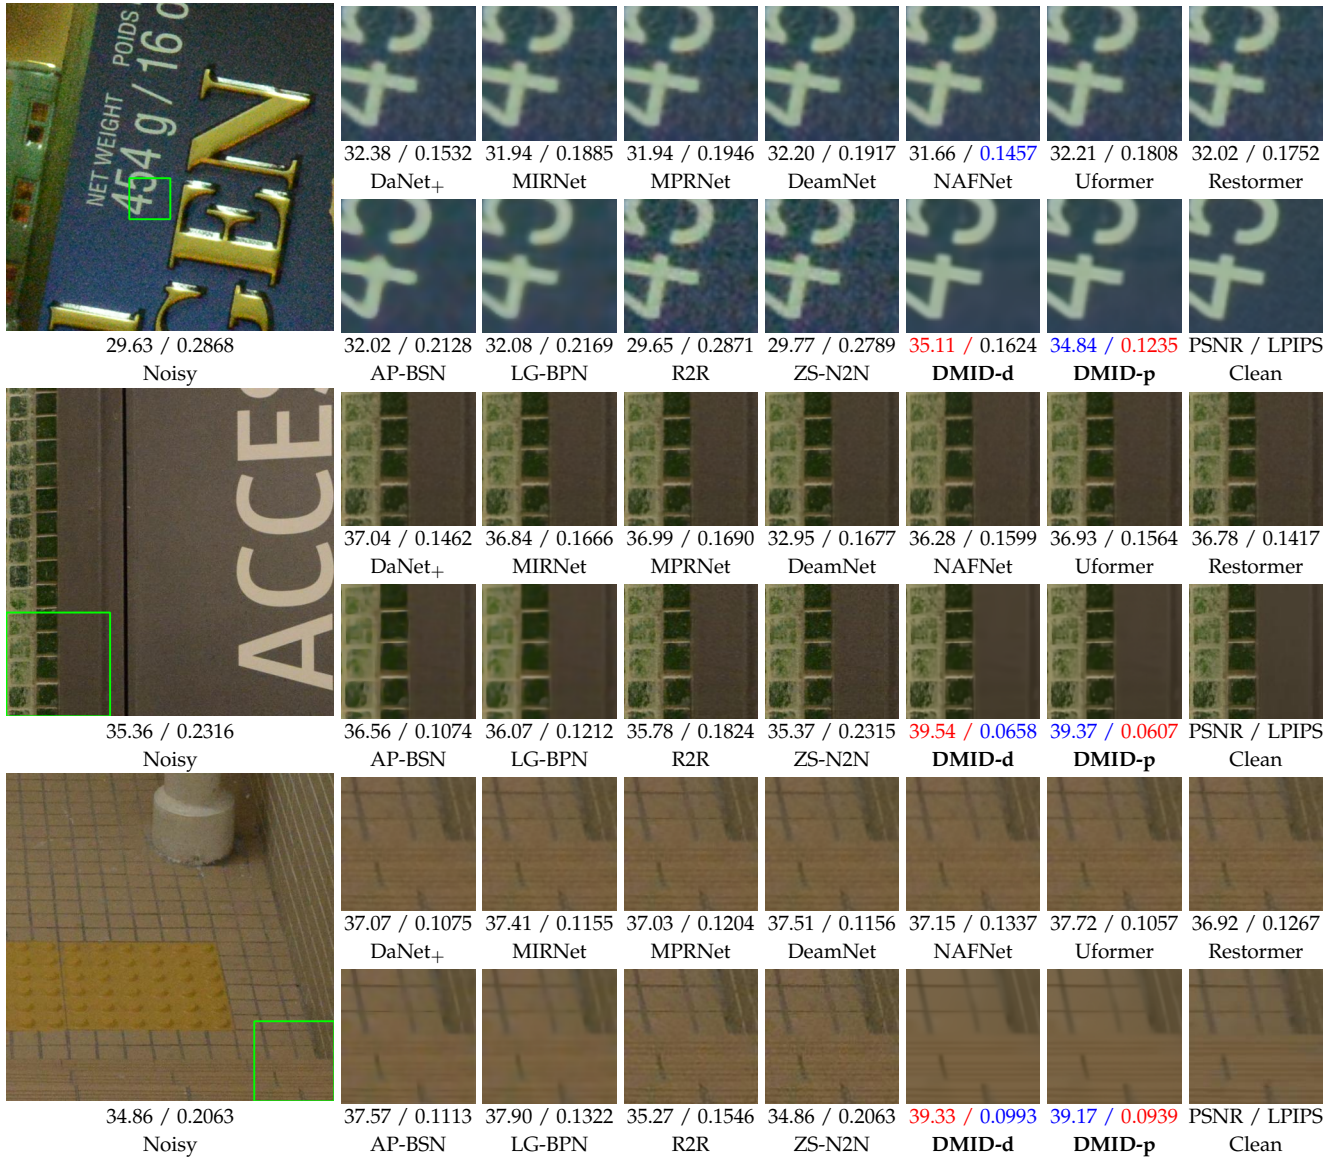 POIDS
NET WEIGHT
454 g / 16 o
EN
32.38 / 0.1532 31.94 / 0.1885 31.94 / 0.1946 32.20 / 0.1917 31.66 / 0.1457 32.21 / 0.1808 32.02 / 0.1752
DaNet+ MIRNet MPRNet DeamNet NAFNet Uformer Restormer
29.63 / 0.2868 32.02 / 0.2128 32.08 / 0.2169 29.65 / 0.2871 29.77 / 0.2789 35.11 / 0.1624 34.84 / 0.1235 PSNR / LPIPS
Noisy AP-BSN LG-BPN R2R ZS-N2N DMID-d DMID-p Clean
ACCES
37.04 / 0.1462 36.84 / 0.1666 36.99 / 0.1690 32.95 / 0.1677 36.28 / 0.1599 36.93 / 0.1564 36.78 / 0.1417
DaNet+ MIRNet MPRNet DeamNet NAFNet Uformer Restormer
35.36 / 0.2316 36.56 / 0.1074 36.07 / 0.1212 35.78 / 0.1824 35.37 / 0.2315 39.54 / 0.0658 39.37 / 0.0607 PSNR / LPIPS
Noisy AP-BSN LG-BPN R2R ZS-N2N DMID-d DMID-p Clean
37.07 / 0.1075 37.41 / 0.1155 37.03 / 0.1204 37.51 / 0.1156 37.15 / 0.1337 37.72 / 0.1057 36.92 / 0.1267
DaNet+ MIRNet MPRNet DeamNet NAFNet Uformer Restormer
34.86 / 0.2063 37.57 / 0.1113 37.90 / 0.1322 35.27 / 0.1546 34.86 / 0.2063 39.33 / 0.0993 39.17 / 0.0939 PSNR / LPIPS
Noisy AP-BSN LG-BPN R2R ZS-N2N DMID-d DMID-p Clean